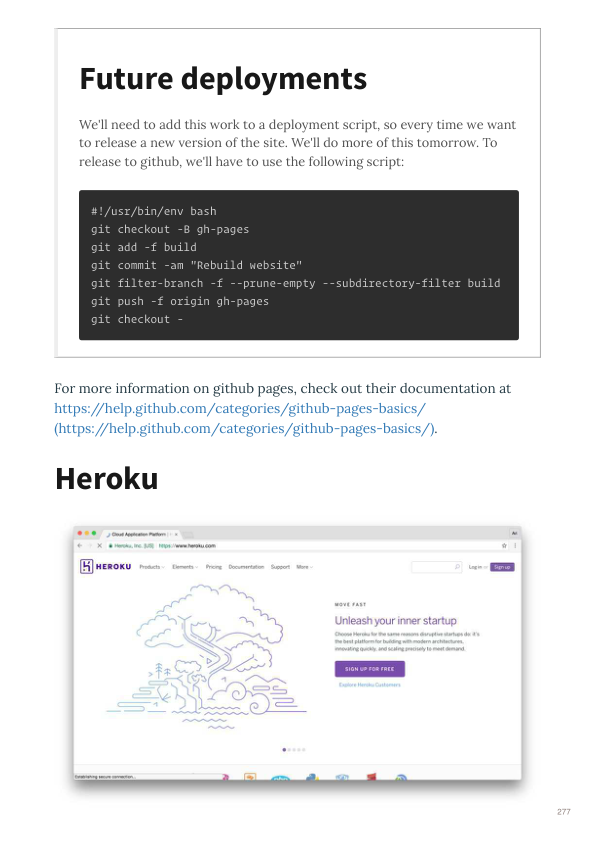 Future deployments
We'll need to add this work to a deployment script, so every time we want
to release a new version of the site. We'll do more of this tomorrow. To
release to github, we'll have to use the following script:
#!/usr/bin/env bash
git checkout -B gh-pages
git add -f build
git commit -am "Rebuild website"
git filter-branch -f --prune-empty --subdirectory-filter build
git push -f origin gh-pages
git checkout -
For more information on github pages, check out their documentation at
https://help.github.com/categories/github-pages-basics/
(https://help.github.com/categories/github-pages-basics/).
Heroku
Cloud Application Platform |
Heroku, Inc. [US] https://www.heroku.com
HEROKU Products Elements Pricing Documentation Support More Log in or Sign up
MOVE FAST
Unleash your inner startup
Choose Heroku for the same reasons disruptive startups do: it's
the best platform for building with modern architectures,
innovating quickly, and scaling precisely to meet demand.
SIGN UP FOR FREE
Explore Heroku Customers
Establishing secure connection...
277